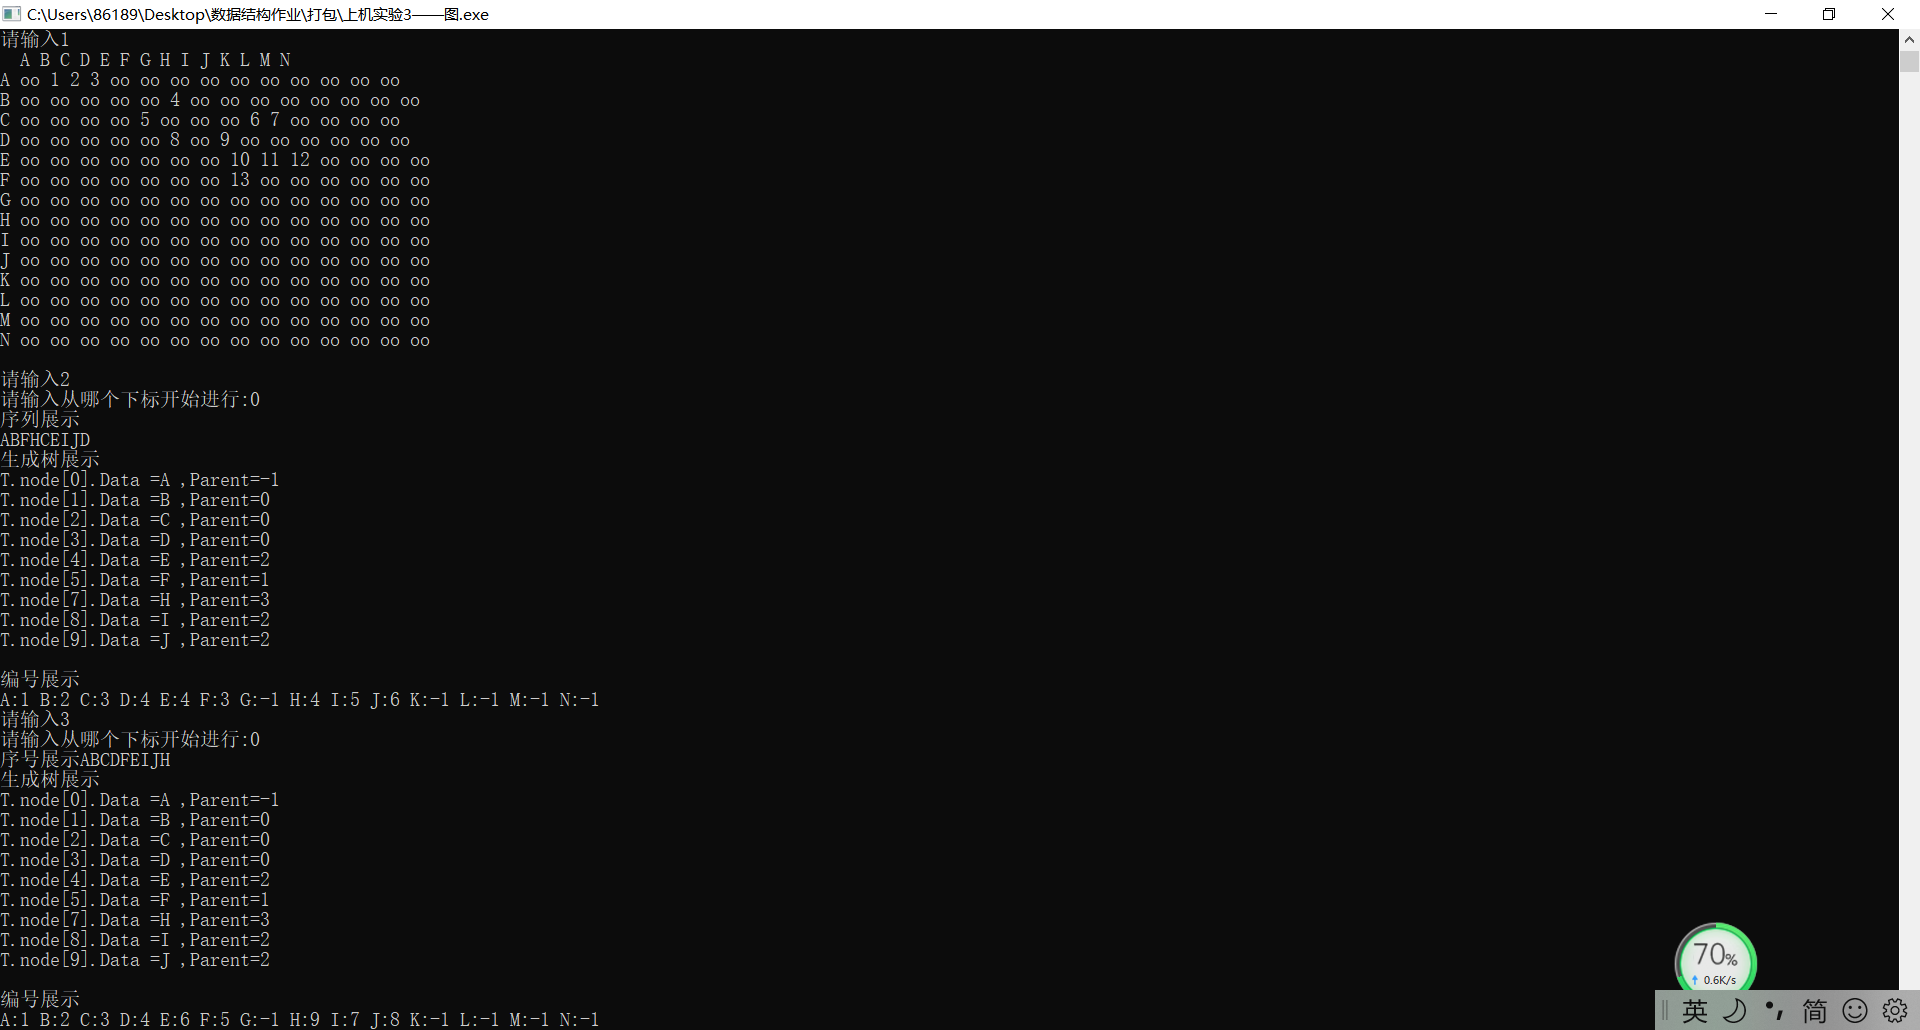 C:\Users\86189\Desktop\数据结构作业\打包\上机实验3——图.exe
请输入1
A B C D E F G H I J K L M N
A oo 1 2 3 oo oo oo oo oo oo oo oo oo oo
B oo oo oo oo oo 4 oo oo oo oo oo oo oo oo
C oo oo oo oo 5 oo oo oo 6 7 oo oo oo oo
D oo oo oo oo oo 8 oo 9 oo oo oo oo oo oo
E oo oo oo oo oo oo oo 10 11 12 oo oo oo oo
F oo oo oo oo oo oo oo 13 oo oo oo oo oo oo
G oo oo oo oo oo oo oo oo oo oo oo oo oo oo
H oo oo oo oo oo oo oo oo oo oo oo oo oo oo
I oo oo oo oo oo oo oo oo oo oo oo oo oo oo
J oo oo oo oo oo oo oo oo oo oo oo oo oo oo
K oo oo oo oo oo oo oo oo oo oo oo oo oo oo
L oo oo oo oo oo oo oo oo oo oo oo oo oo oo
M oo oo oo oo oo oo oo oo oo oo oo oo oo oo
N oo oo oo oo oo oo oo oo oo oo oo oo oo oo
请输入2
请输入从哪个下标开始进行:0
序列展示
ABFHCEIJD
生成树展示
T.node[0].Data =A ,Parent=-1
T.node[1].Data =B ,Parent=0
T.node[2].Data =C ,Parent=0
T.node[3].Data =D ,Parent=0
T.node[4].Data =E ,Parent=2
T.node[5].Data =F ,Parent=1
T.node[7].Data =H ,Parent=3
T.node[8].Data =I ,Parent=2
T.node[9].Data =J ,Parent=2
编号展示
A:1 B:2 C:3 D:4 E:4 F:3 G:-1 H:4 I:5 J:6 K:-1 L:-1 M:-1 N:-1
请输入3
请输入从哪个下标开始进行:0
序号展示ABCDFEIJH
生成树展示
T.node[0].Data =A ,Parent=-1
T.node[1].Data =B ,Parent=0
T.node[2].Data =C ,Parent=0
T.node[3].Data =D ,Parent=0
T.node[4].Data =E ,Parent=2
T.node[5].Data =F ,Parent=1
T.node[7].Data =H ,Parent=3
T.node[8].Data =I ,Parent=2
T.node[9].Data =J ,Parent=2
编号展示
A:1 B:2 C:3 D:4 E:6 F:5 G:-1 H:9 I:7 J:8 K:-1 L:-1 M:-1 N:-1
70%
0.6K/s
英 简